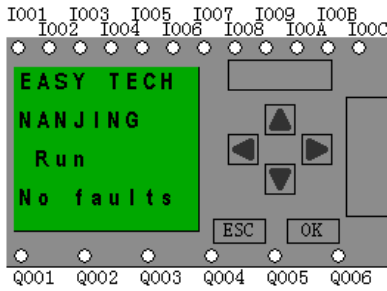 I001 I003 I005 I007 I009 I00B
I002 I004 I006 I008 I00A I00C
EASY TECH
NANJING
Run
No faults
ESC OK
Q001 Q002 Q003 Q004 Q005 Q006